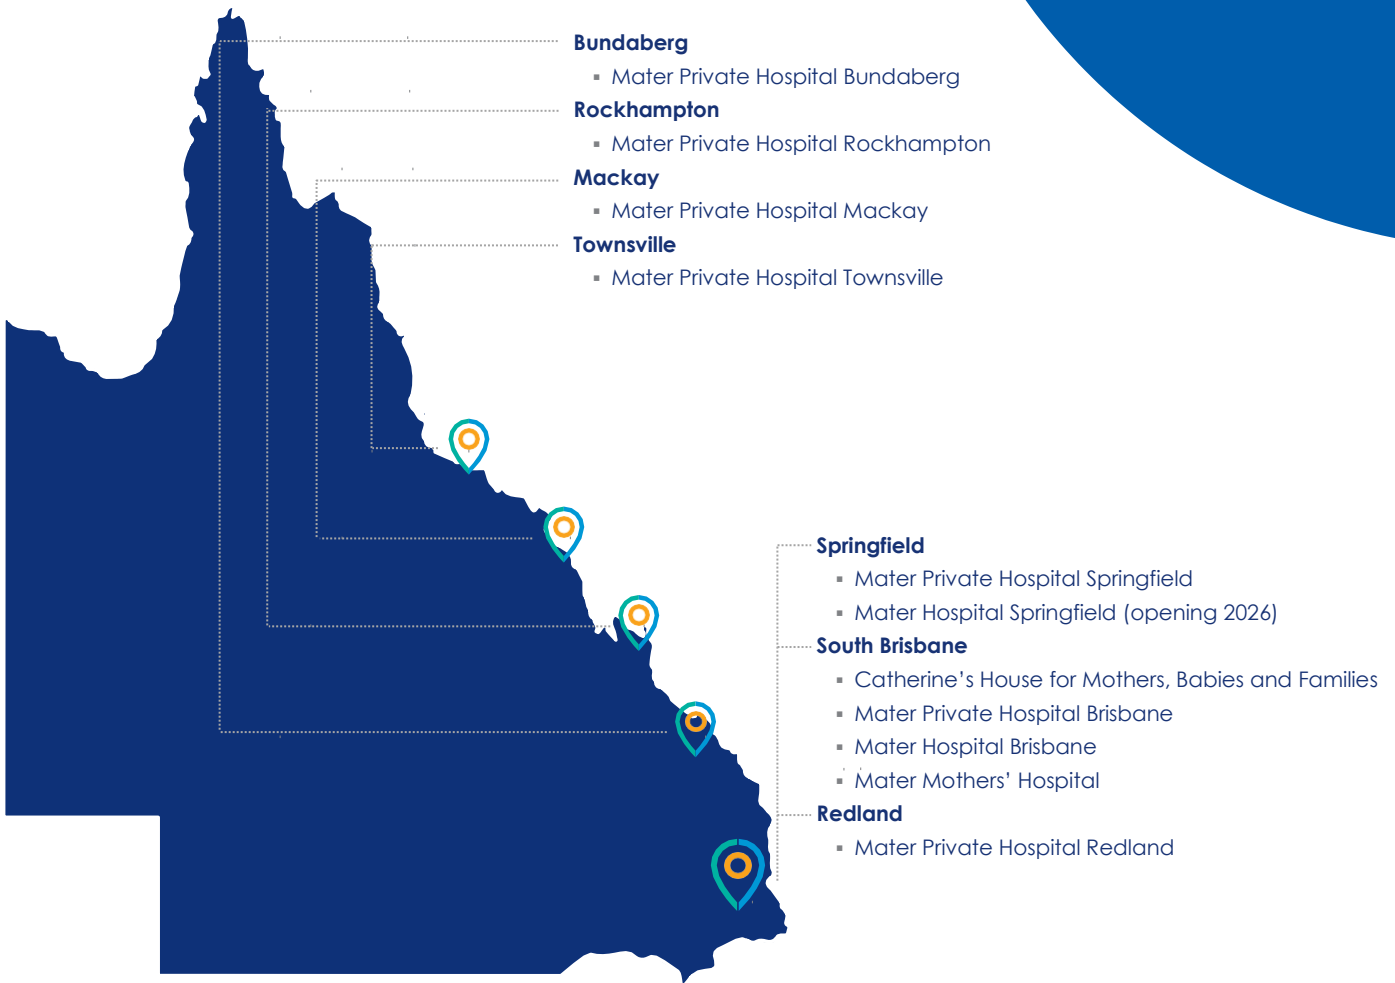 Bundaberg
▪ Mater Private Hospital Bundaberg
Rockhampton
▪ Mater Private Hospital Rockhampton
Mackay
▪ Mater Private Hospital Mackay
Townsville
▪ Mater Private Hospital Townsville
Springfield
▪ Mater Private Hospital Springfield
▪ Mater Hospital Springfield (opening 2026)
South Brisbane
▪ Catherine’s House for Mothers, Babies and Families
▪ Mater Private Hospital Brisbane
▪ Mater Hospital Brisbane
▪ Mater Mothers’ Hospital
Redland
▪ Mater Private Hospital Redland